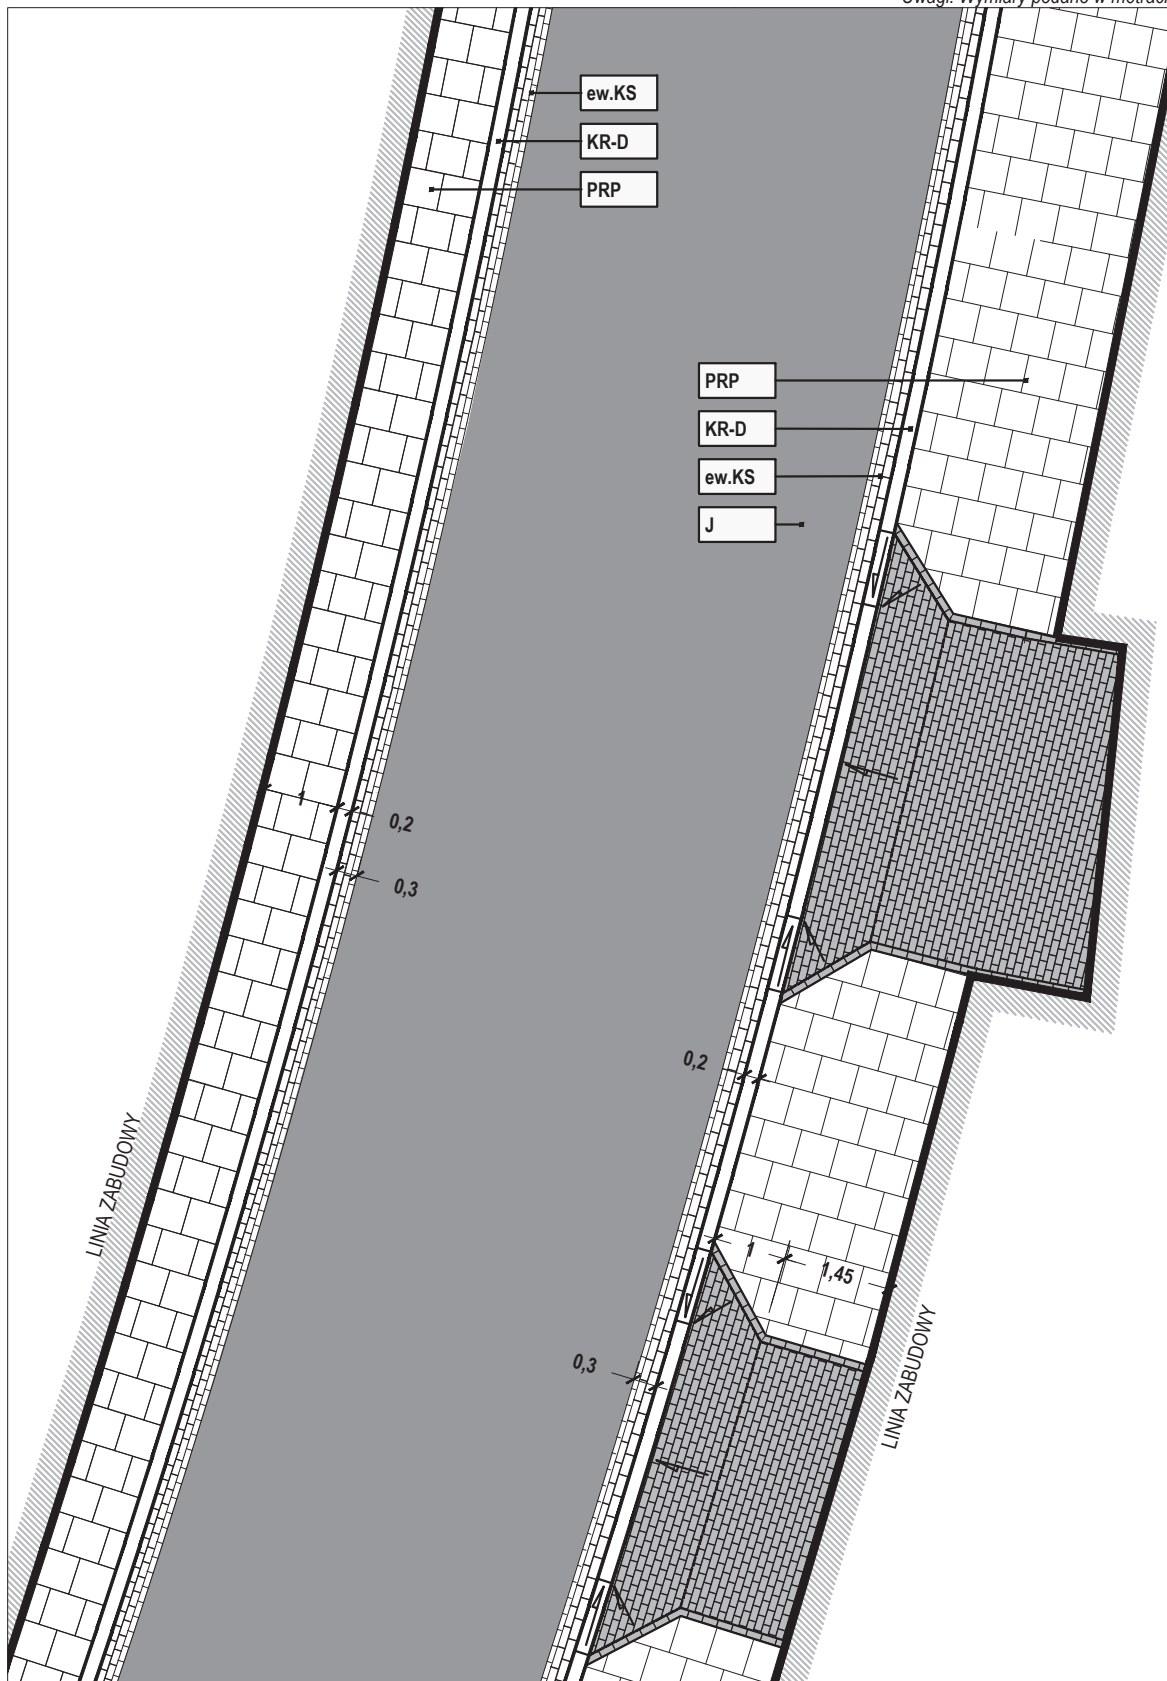 Uwagi: Wymiary podano w metrach
ew.KS
KR-D
PRP
PRP
KR-D
ew.KS
J
1
0,2
0,3
0,2
LINIA ZABUDOWY
1
1,45
0,3
LINIA ZABUDOWY